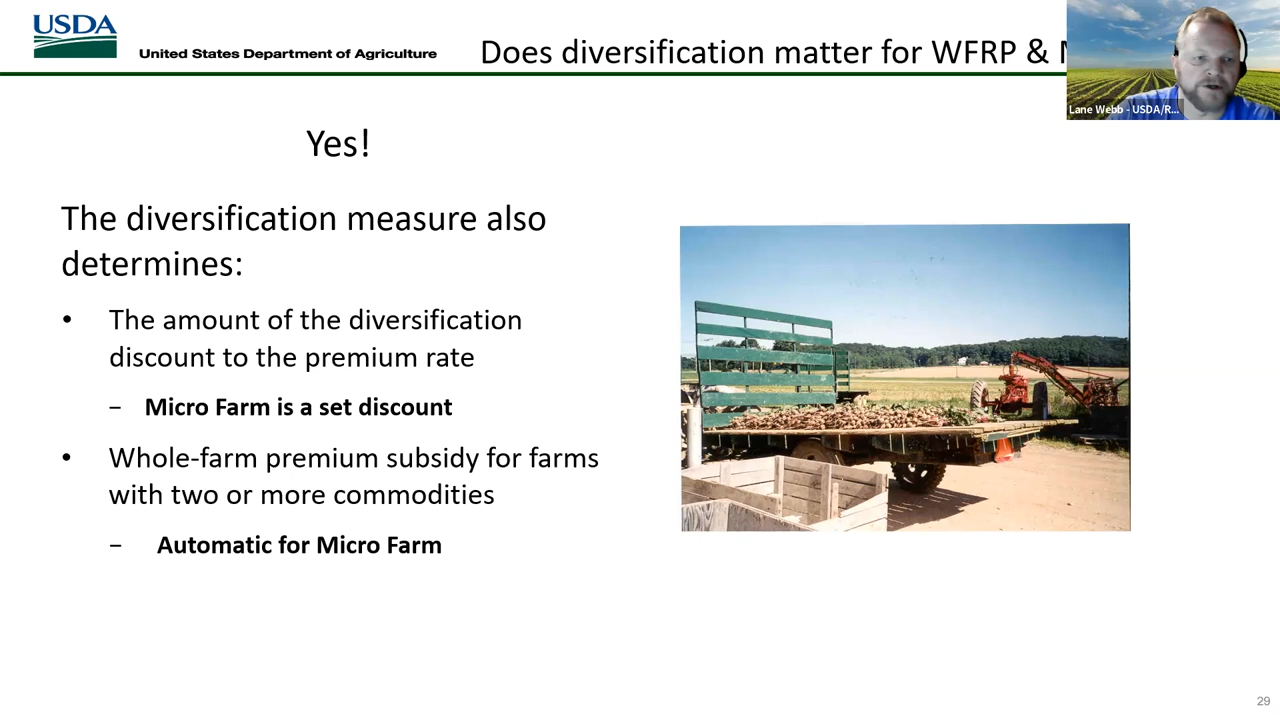 USDA
United States Department of Agriculture
Does diversification matter for WFRP &
Lane Webb - USDA/R...
Yes!
The diversification measure also
determines:
• The amount of the diversification
discount to the premium rate
– Micro Farm is a set discount
• Whole-farm premium subsidy for farms
with two or more commodities
– Automatic for Micro Farm
29